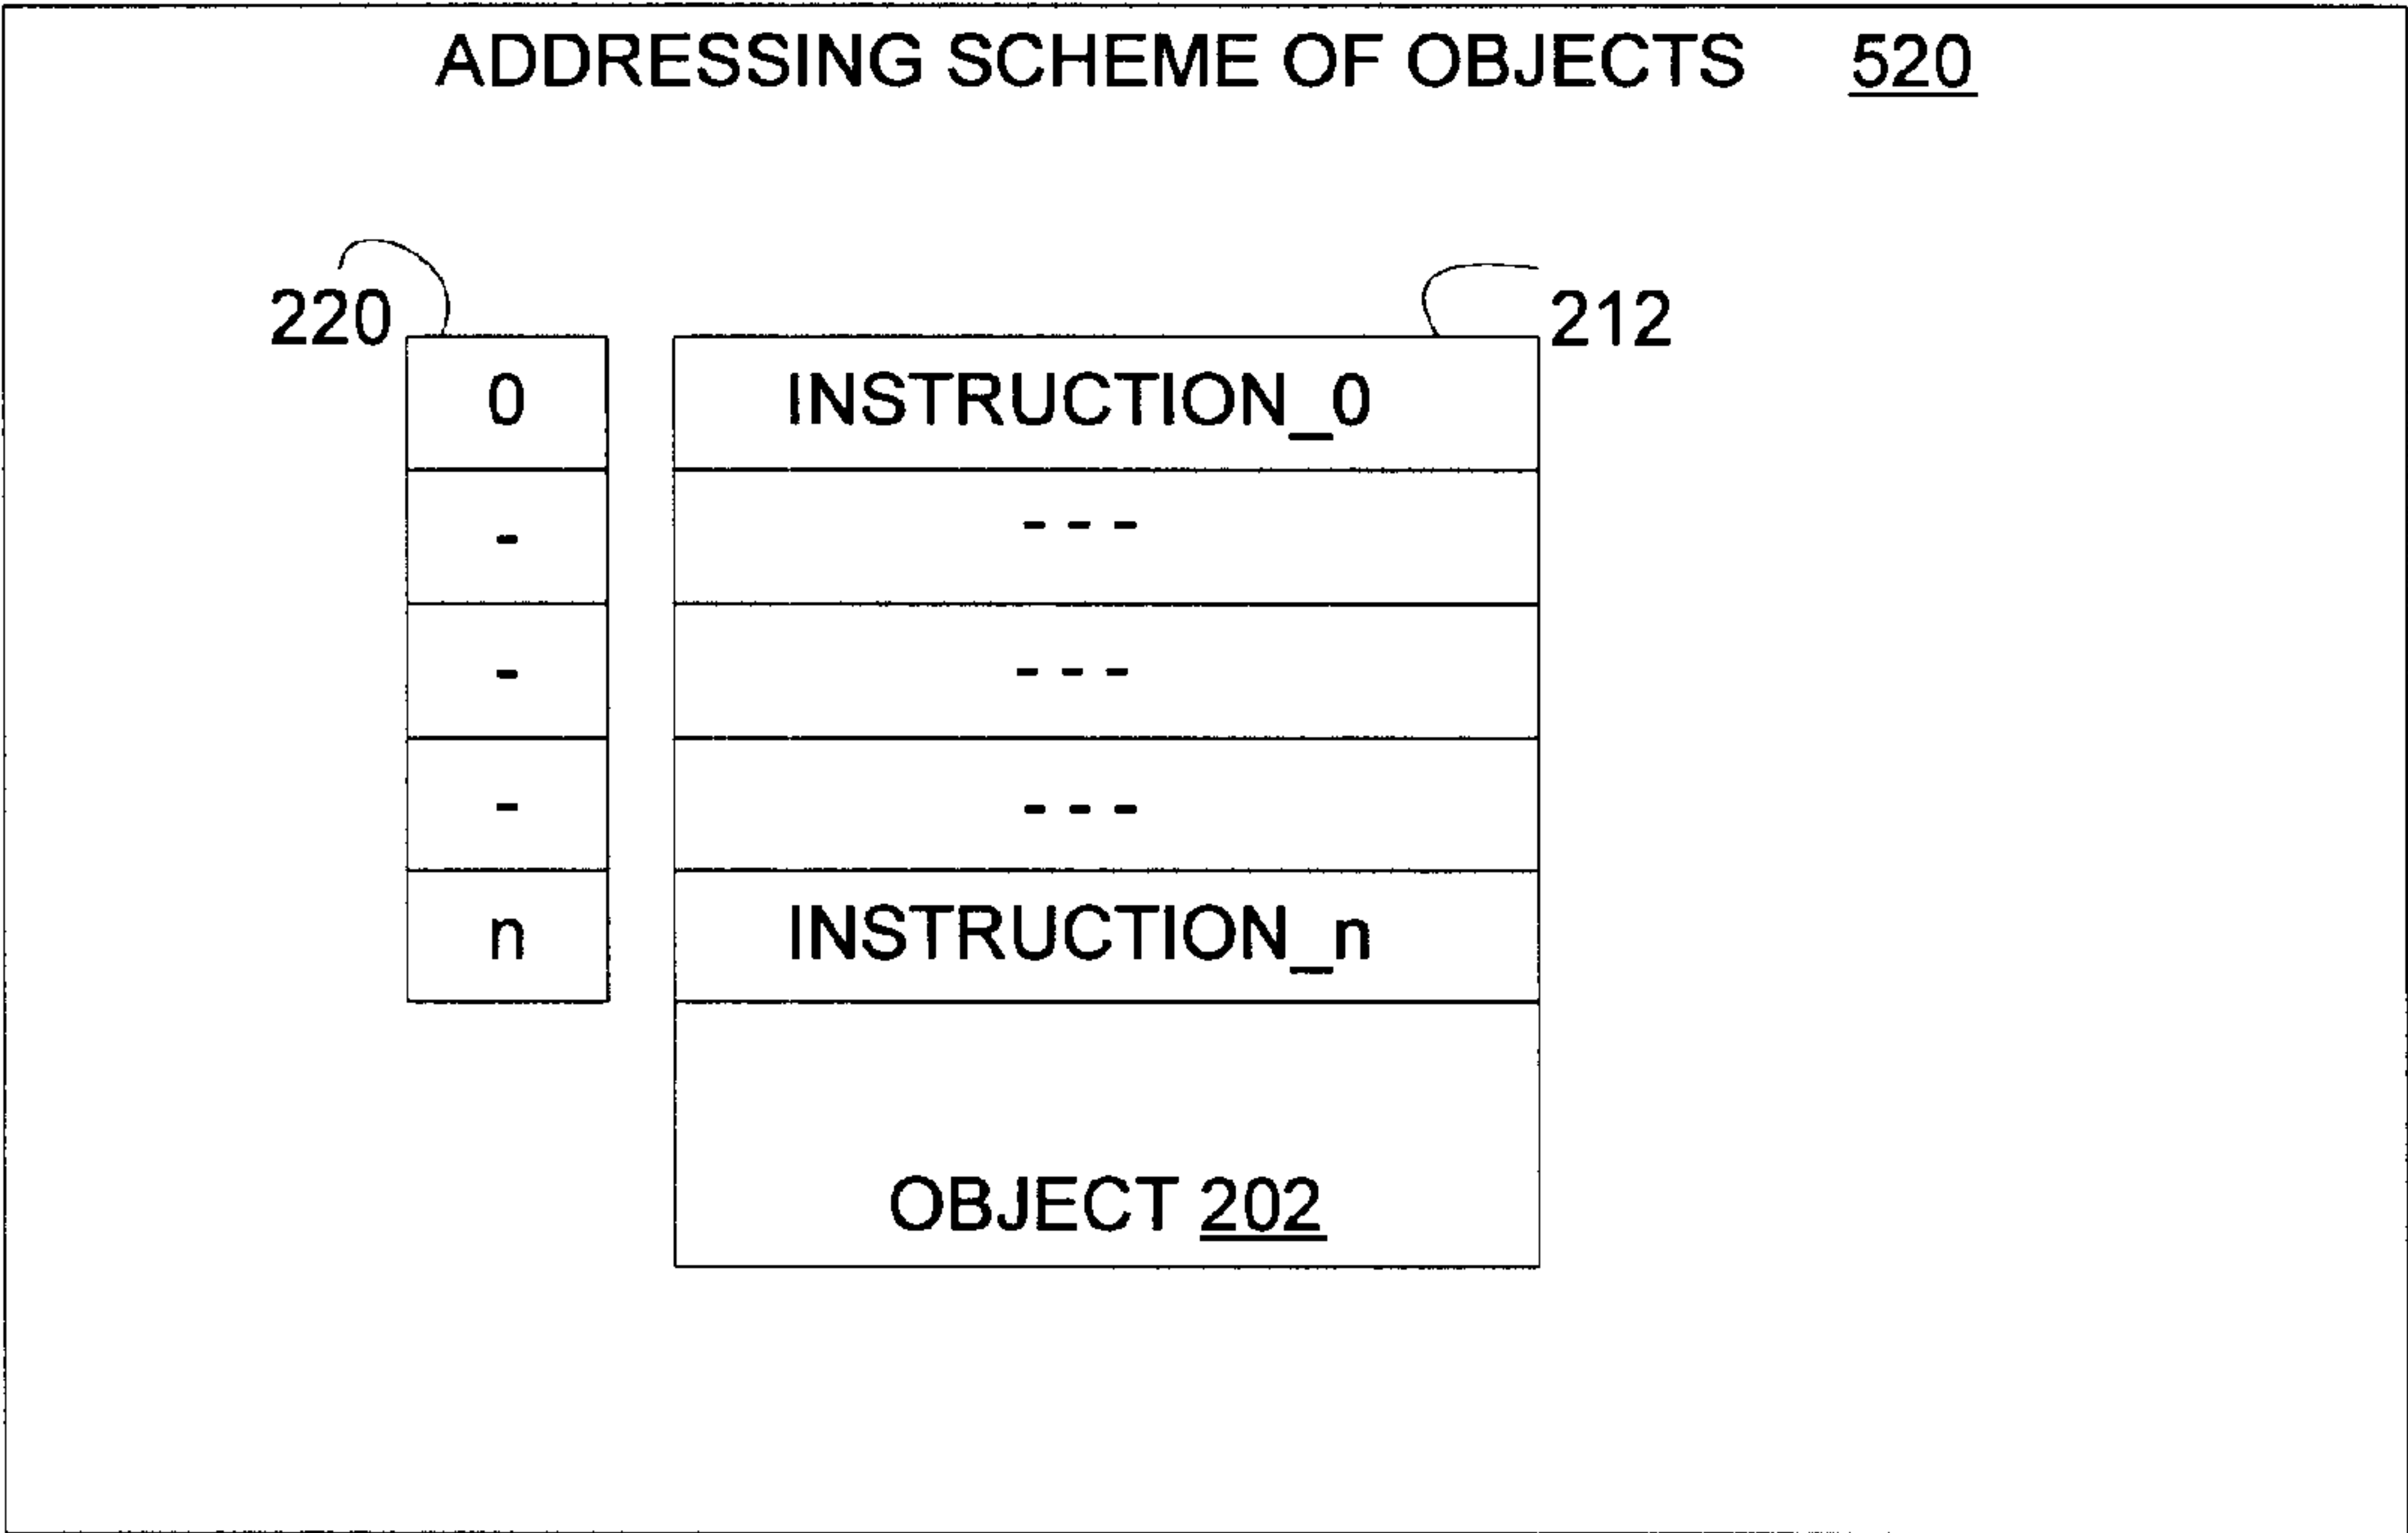 ADDRESSING SCHEME OF OBJECTS 520
220 212
0 INSTRUCTION_0
- - - -
- - - -
- - - -
n INSTRUCTION_n
OBJECT 202